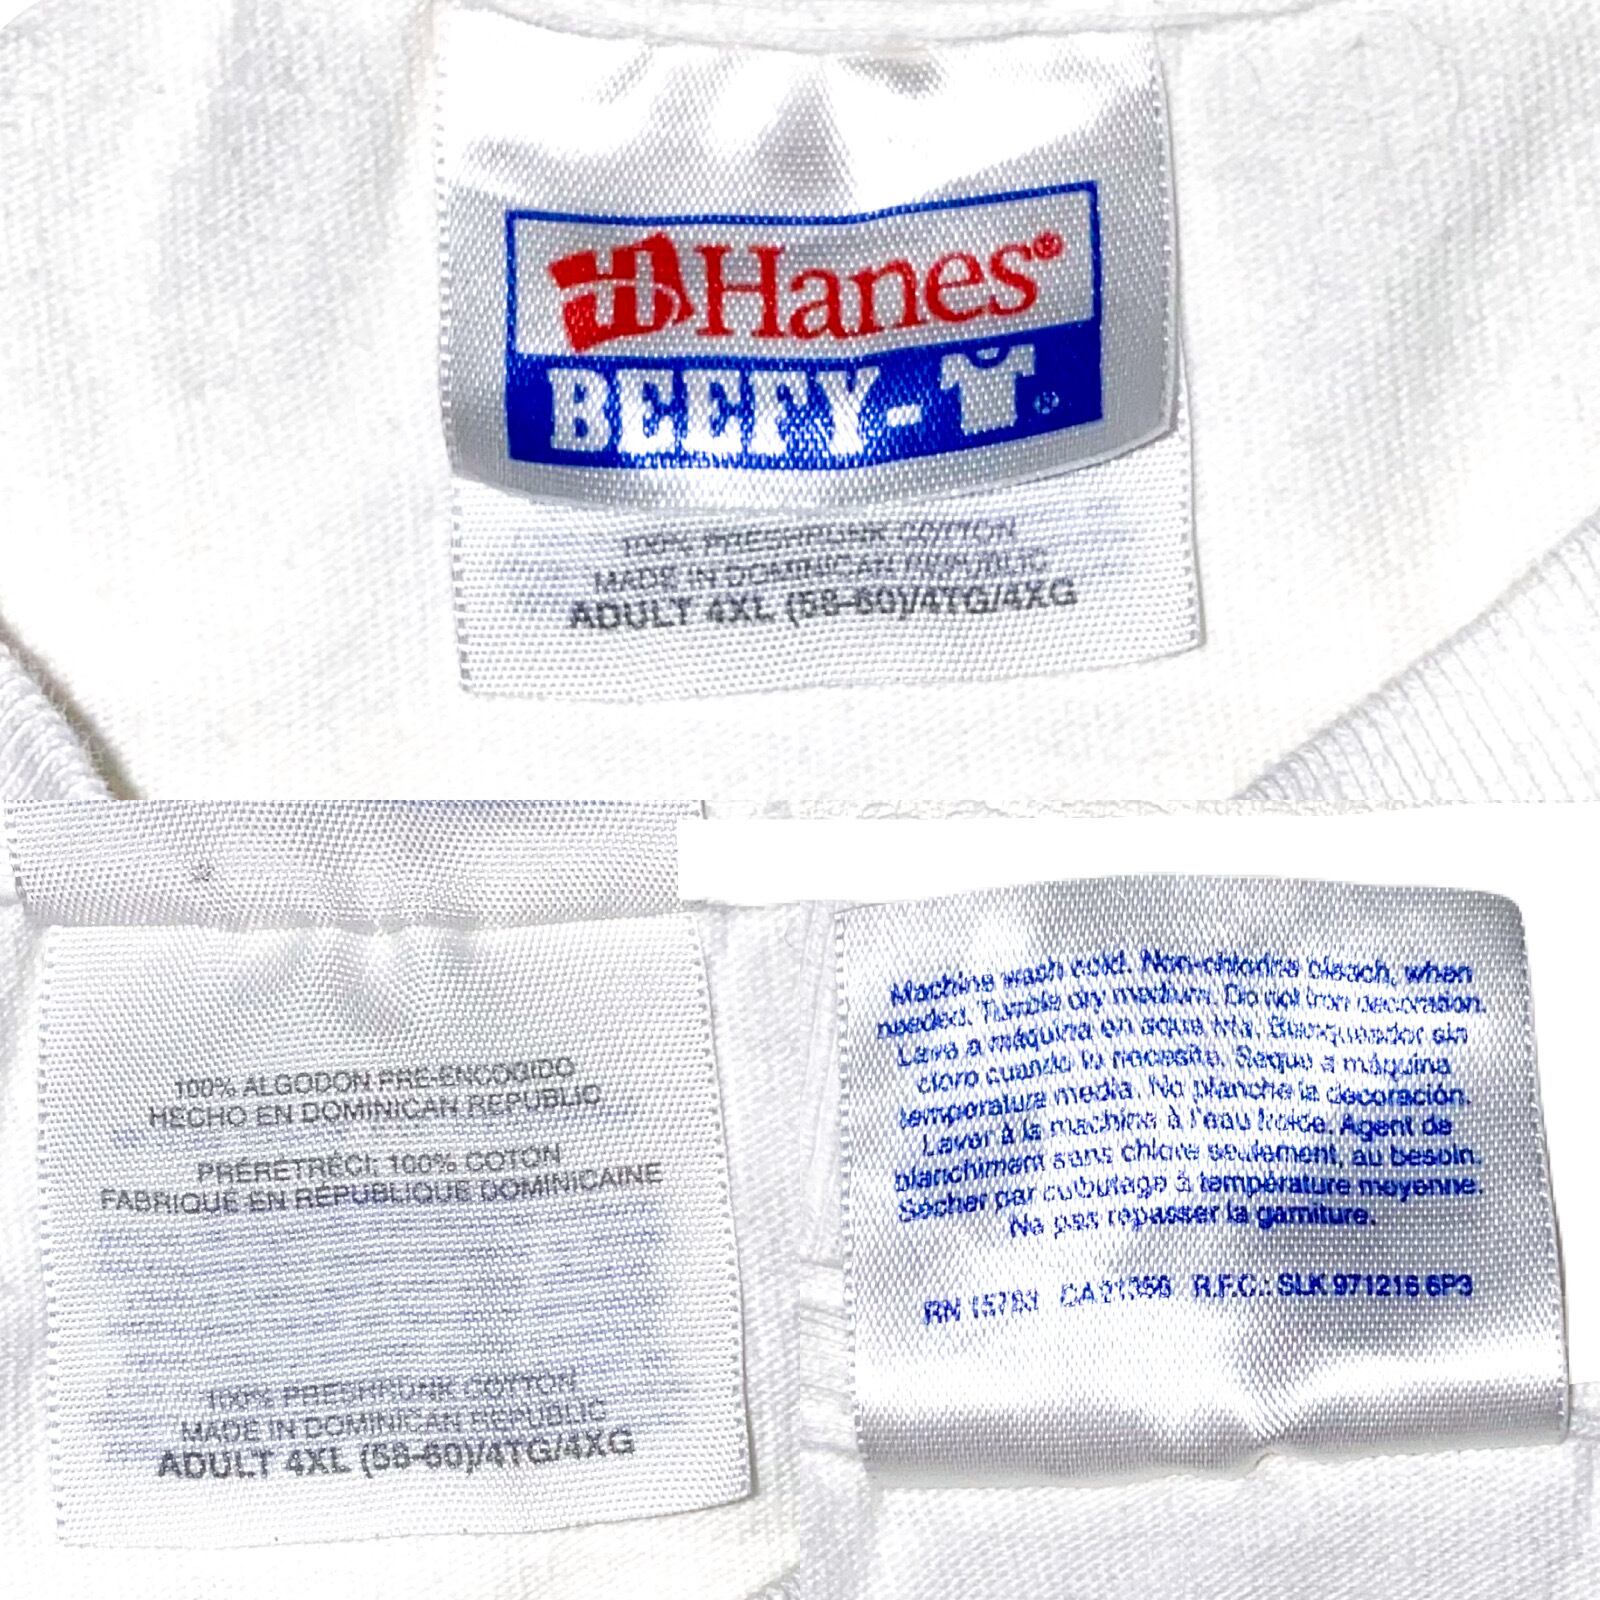 Hanes®
BEEFY-T®
100% PRESHRUNK COTTON
MADE IN DOMINICAN REPUBLIC
ADULT 4XL (58-60)/4TG/4XG
100% ALGODON PRE-ENCOGIDO
HECHO EN DOMINICAN REPUBLIC
PRÉRÉTRÉCI; 100% COTON
FABRIQUE EN RÉPUBLIQUE DOMINICAINE
100% PRESHRUNK COTTON
MADE IN DOMINICAN REPUBLIC
ADULT 4XL (58-60)/4TG/4XG
Machine wash cold. Non-chlorine bleach, when
needed. Tumble dry medium. Do not iron decoration.
Lave a máquina en agua fría. Blanqueador sin
cloro cuando lo necesite. Seque a máquina
temperatura media. No planche la decoración.
Laver à la machine à l'eau froide. Agent de
blanchiment sans chlore seulement, au besoin.
Sécher par culbutage à température moyenne.
Ne pas repasser la garniture.
RN 15763 CA 21356 R.F.C.: SLK 971216 6P3